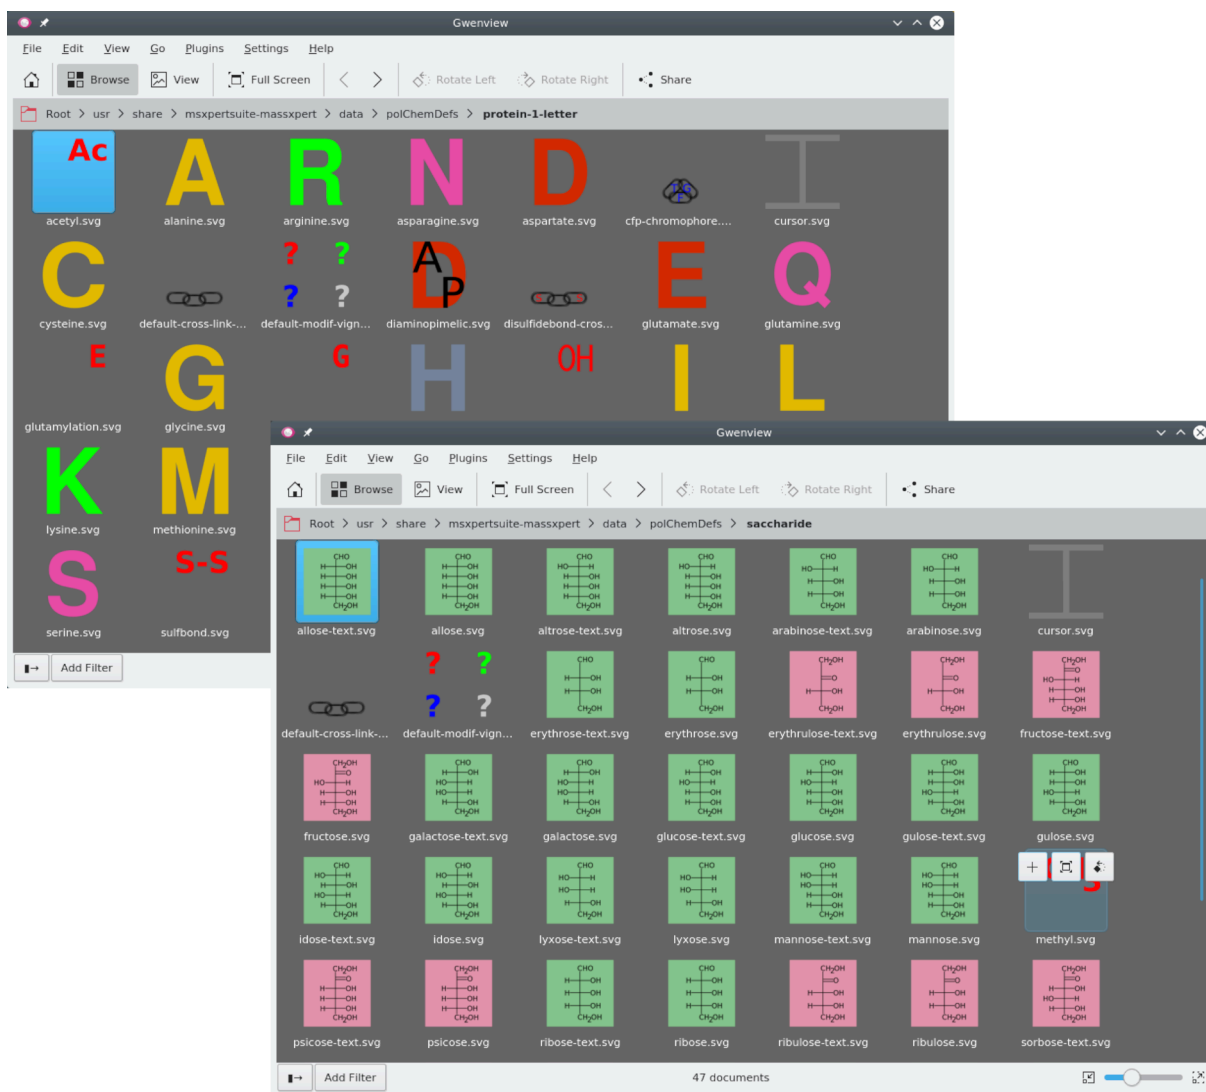 Gwenview
File Edit View Go Plugins Settings Help
Browse View Full Screen Rotate Left Rotate Right Share
Root > usr > share > msxpertsuite-massxpert > data > polChemDefs > protein-1-letter
Ac A R N D
acetyl.svg alanine.svg arginine.svg asparagine.svg aspartate.svg cfp-chromophore.... cursor.svg
C ? ? ? ? D A P E Q
cysteine.svg default-cross-link-... default-modif-vign... diaminopimelic.svg disulfidebond-cros... glutamate.svg glutamine.svg
E G G H OH I L
glutamylation.svg glycine.svg
K M
lysine.svg methionine.svg
S S-S
serine.svg sulfbond.svg
Add Filter
Gwenview
File Edit View Go Plugins Settings Help
Browse View Full Screen Rotate Left Rotate Right Share
Root > usr > share > msxpertsuite-massxpert > data > polChemDefs > saccharide
allose-text.svg allose.svg altrose-text.svg altrose.svg arabinose-text.svg arabinose.svg cursor.svg
? ? ? ?
default-cross-link-... default-modif-vign... erythrose-text.svg erythrose.svg erythrulose-text.svg erythrulose.svg fructose-text.svg
fructose.svg galactose-text.svg galactose.svg glucose-text.svg glucose.svg gulose-text.svg gulose.svg
idose-text.svg idose.svg lyxose-text.svg lyxose.svg mannose-text.svg mannose.svg methyl.svg
psicose-text.svg psicose.svg ribose-text.svg ribose.svg ribulose-text.svg ribulose.svg sorbose-text.svg
Add Filter 47 documents